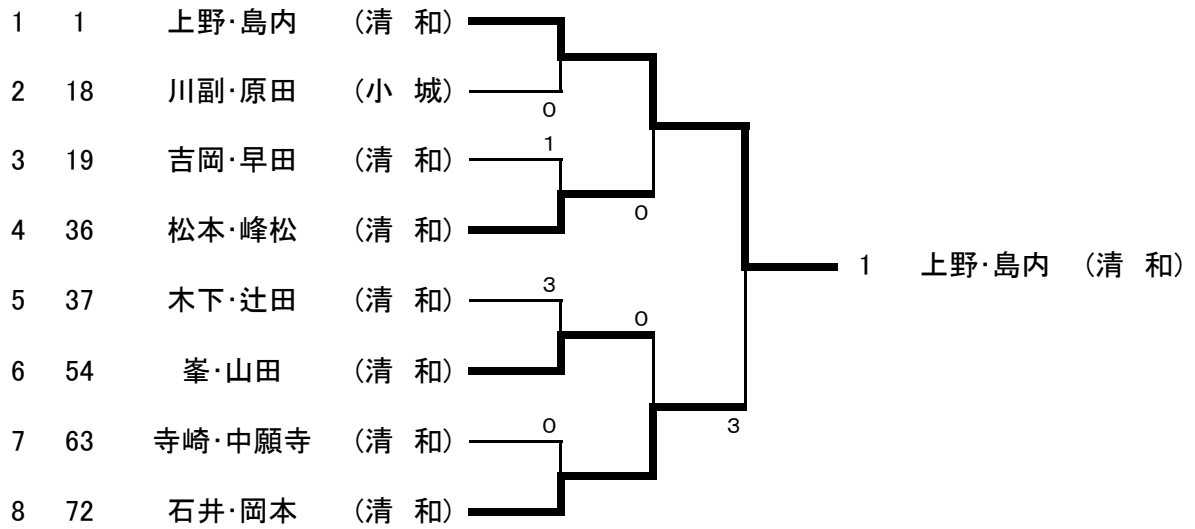 1 1 上野・島内 (清 和)
2 18 川副・原田 (小 城)
0
1
3 19 吉岡・早田 (清 和)
4 36 松本・峰松 (清 和)
0
1 上野・島内 (清 和)
3
5 37 木下・辻田 (清 和)
0
6 54 峯・山田 (清 和)
0
3
7 63 寺崎・中願寺 (清 和)
8 72 石井・岡本 (清 和)